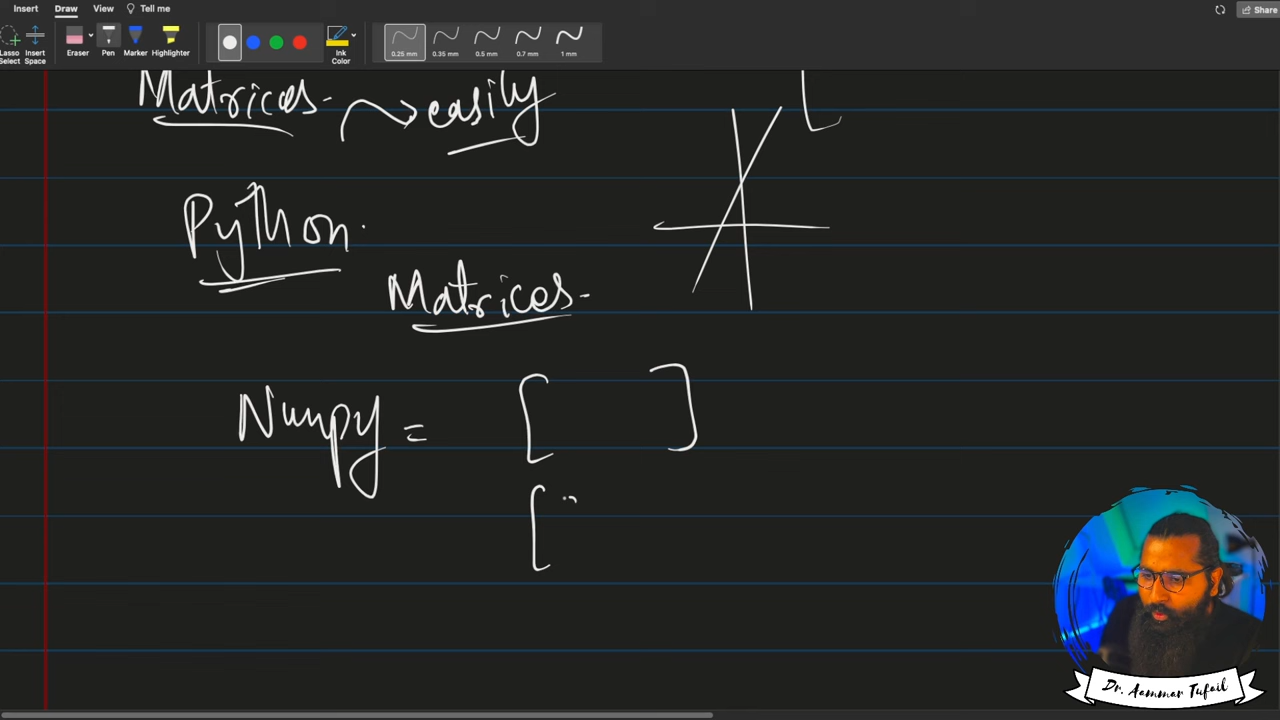 Insert Draw View Tell me Share
Lasso Select Insert Space Eraser Pen Marker Highlighter Ink Color 0.25 mm 0.35 mm 0.5 mm 0.7 mm 1 mm
Matrices. easily
Python.
Matrices.
Numpy = [ ]
[
Dr. Aammar Tufail